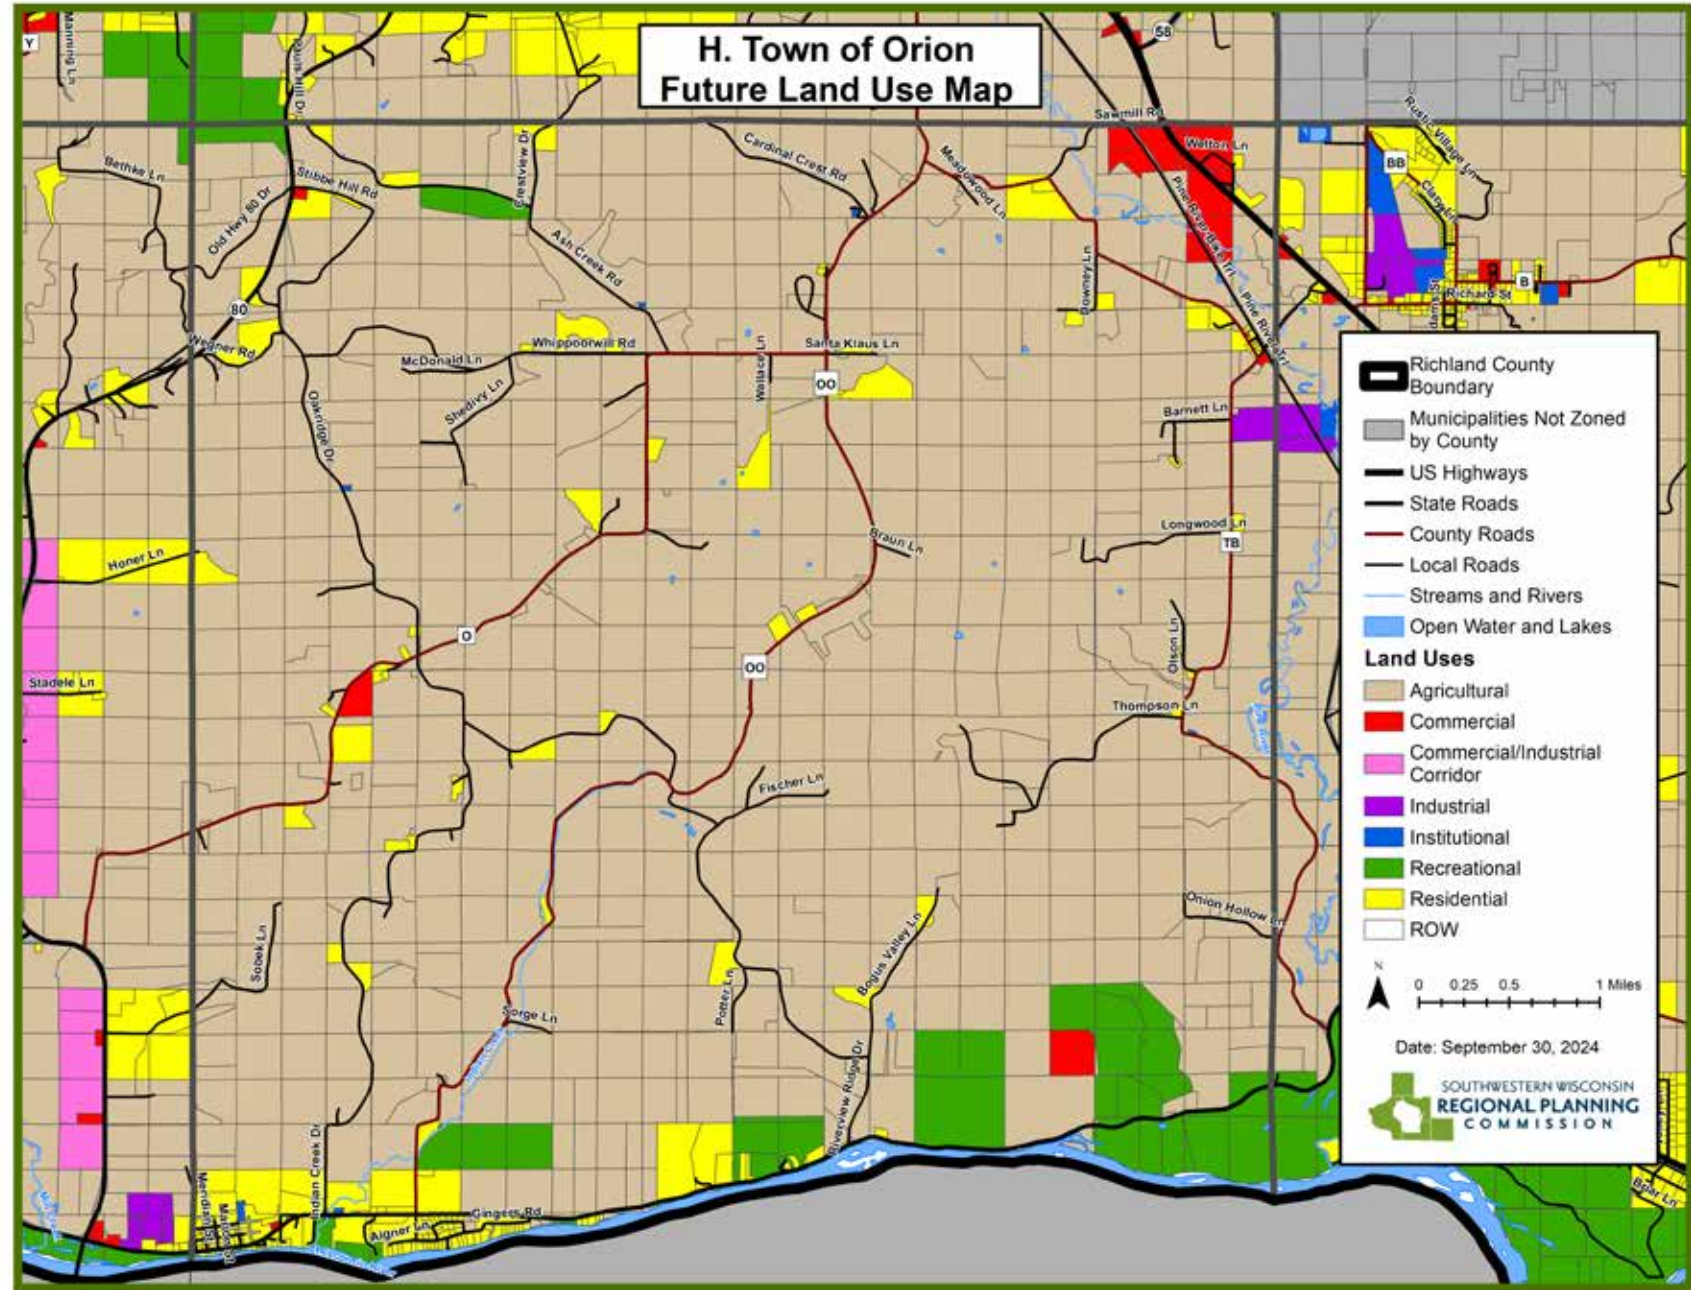 H. Town of Orion
Future Land Use Map
Y
Manning Ln
58
Sawmill Rd
Welton Ln
Rustic Village Ln
BB
Bethke Ln
Stibbe Hill Rd
Old Hwy 80 Dr
Crestview Dr
Cardinal Crest Rd
Meadowood Ln
Pine River Bike Trl
Ash Creek Rd
Downey Ln
B
Richard St
80
Wegner Rd
McDonald Ln
Whippoorwill Rd
Wallace Ln
Santa Klaus Ln
OO
Shedivy Ln
Oakridge Dr
Barnett Ln
Honer Ln
Braun Ln
Longwood Ln
TB
O
OO
Olson Ln
Stadele Ln
Thompson Ln
Fischer Ln
Sobek Ln
Potter Ln
Bogus Valley Ln
Onion Hollow Ln
Sorge Ln
Riverview Ridge Dr
Indian Creek Dr
Aigner Ln
Gingers Rd
Richland County
Boundary
Municipalities Not Zoned
by County
US Highways
State Roads
County Roads
Local Roads
Streams and Rivers
Open Water and Lakes
Land Uses
Agricultural
Commercial
Commercial/Industrial
Corridor
Industrial
Institutional
Recreational
Residential
ROW
N
0 0.25 0.5 1 Miles
Date: September 30, 2024
SOUTHWESTERN WISCONSIN
REGIONAL PLANNING
COMMISSION